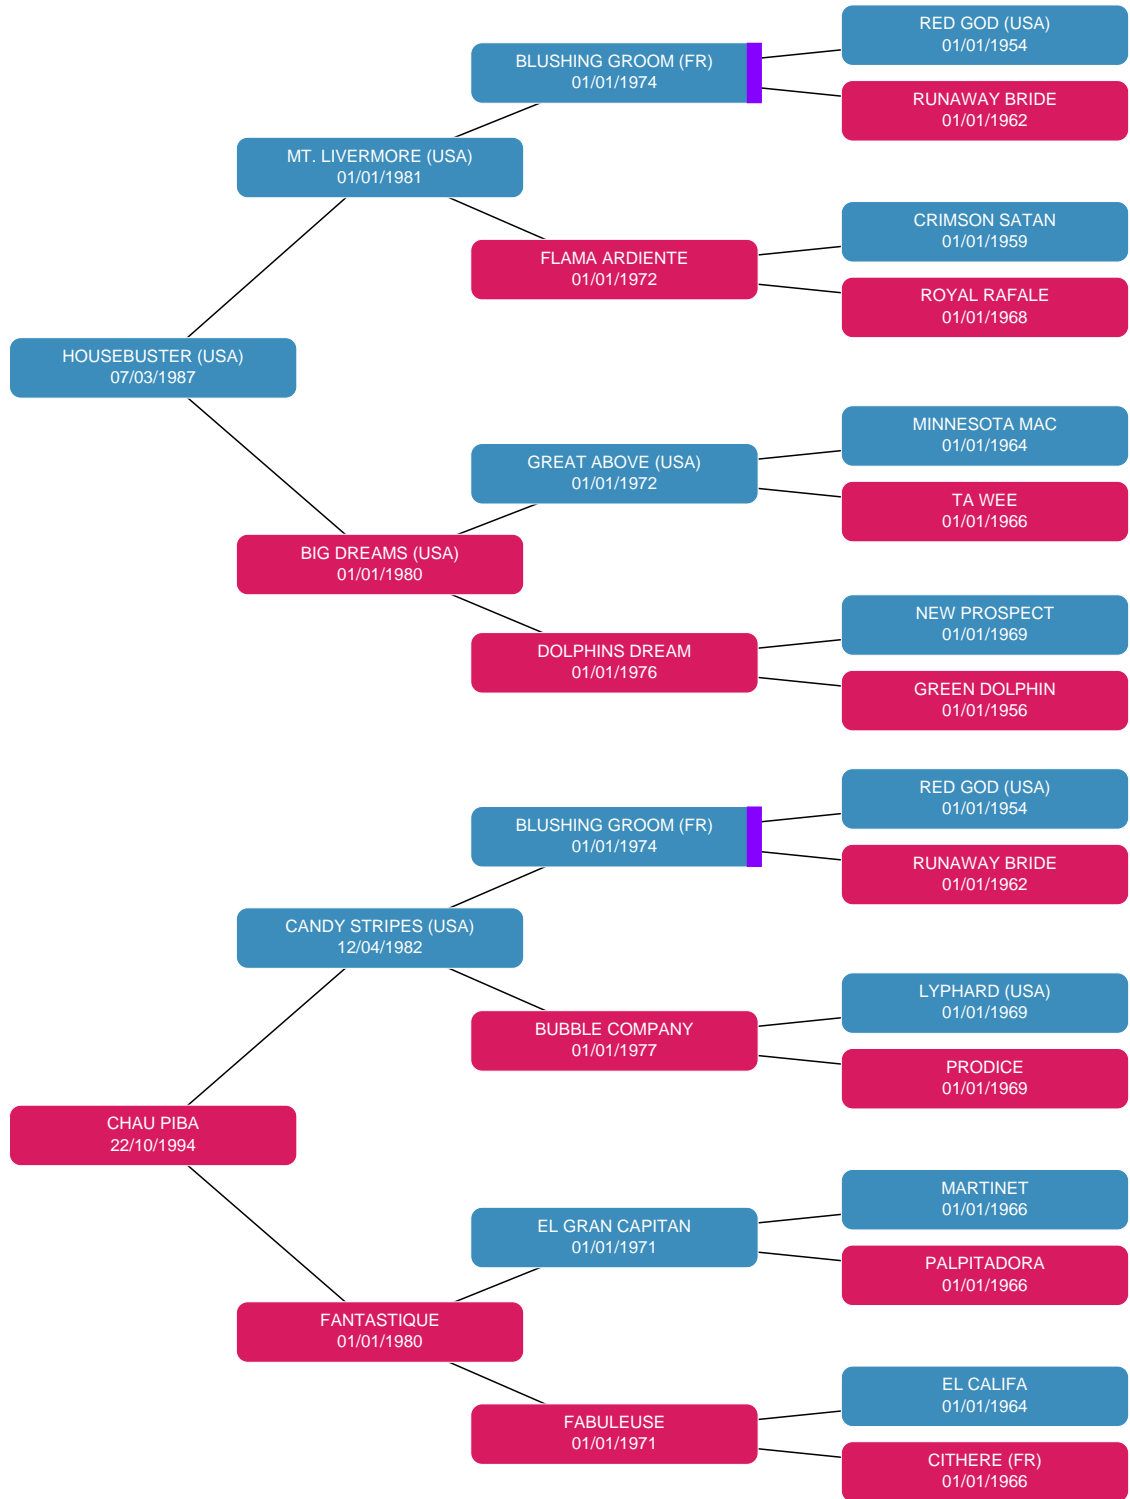 RED GOD (USA)
01/01/1954
BLUSHING GROOM (FR)
01/01/1974
RUNAWAY BRIDE
01/01/1962
MT. LIVERMORE (USA)
01/01/1981
CRIMSON SATAN
01/01/1959
FLAMA ARDIENTE
01/01/1972
ROYAL RAFALE
01/01/1968
HOUSEBUSTER (USA)
07/03/1987
MINNESOTA MAC
01/01/1964
GREAT ABOVE (USA)
01/01/1972
TA WEE
01/01/1966
BIG DREAMS (USA)
01/01/1980
NEW PROSPECT
01/01/1969
DOLPHINS DREAM
01/01/1976
GREEN DOLPHIN
01/01/1956
RED GOD (USA)
01/01/1954
BLUSHING GROOM (FR)
01/01/1974
RUNAWAY BRIDE
01/01/1962
CANDY STRIPES (USA)
12/04/1982
LYPHARD (USA)
01/01/1969
BUBBLE COMPANY
01/01/1977
PRODICE
01/01/1969
CHAU PIBA
22/10/1994
MARTINET
01/01/1966
EL GRAN CAPITAN
01/01/1971
PALPITADORA
01/01/1966
FANTASTIQUE
01/01/1980
EL CALIFA
01/01/1964
FABULEUSE
01/01/1971
CITHERE (FR)
01/01/1966